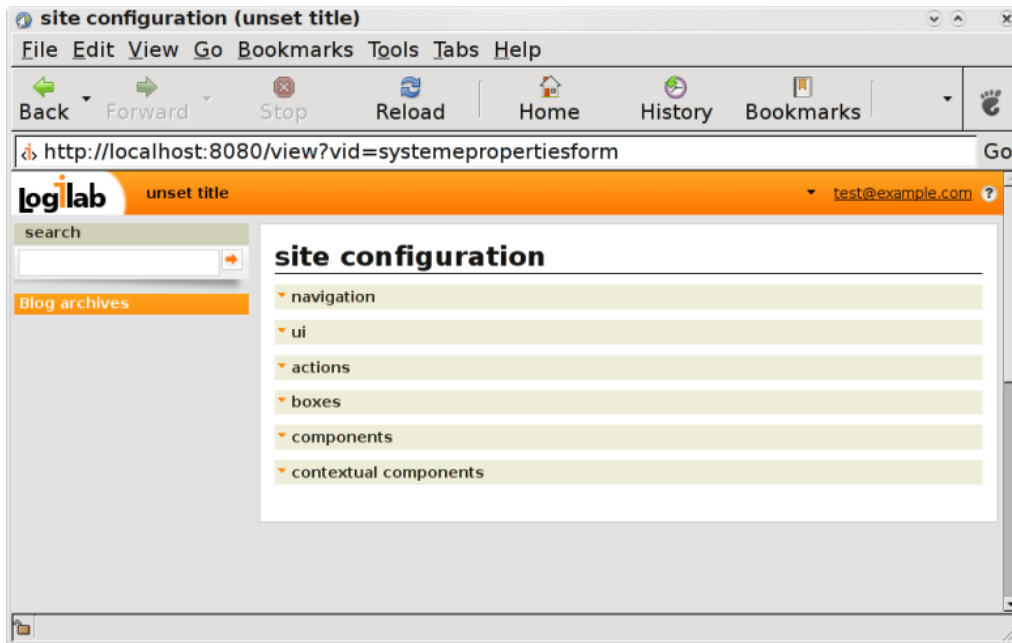 site configuration (unset title)
File Edit View Go Bookmarks Tools Tabs Help
Back Forward Stop Reload Home History Bookmarks
http://localhost:8080/view?vid=systemepropertiesform Go
logilab unset title test@example.com ?
search
Blog archives
site configuration
navigation
ui
actions
boxes
components
contextual components